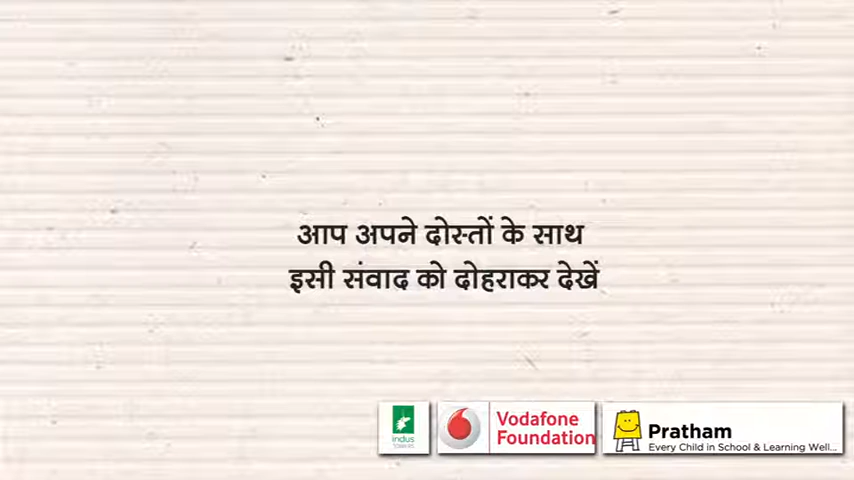 आप अपने दोस्तों के साथ
इसी संवाद को दोहराकर देखें
indus
Vodafone
Foundation
Pratham
Every Child in School & Learning Well...